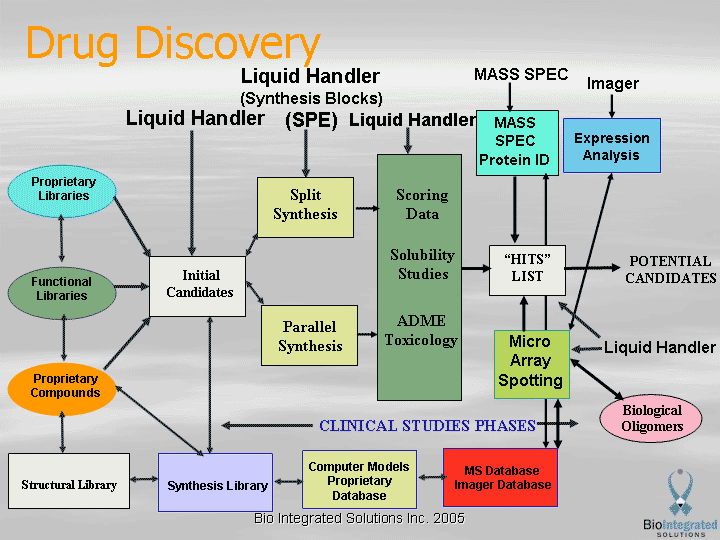 Drug Discovery
Liquid Handler
(Synthesis Blocks)
Liquid Handler
(SPE)
Liquid Handler
MASS SPEC
Imager
MASS
SPEC
Protein ID
Expression
Analysis
Proprietary
Libraries
Split
Synthesis
Scoring
Data
Functional
Libraries
Initial
Candidates
Solubility
Studies
“HITS”
LIST
POTENTIAL
CANDIDATES
Parallel
Synthesis
ADME
Toxicology
Micro
Array
Spotting
Liquid Handler
Proprietary
Compounds
Biological
Oligomers
CLINICAL STUDIES PHASES
Structural Library
Synthesis Library
Computer Models
Proprietary
Database
MS Database
Imager Database
Bio Integrated Solutions Inc. 2005
BioIntegrated
SOLUTIONS